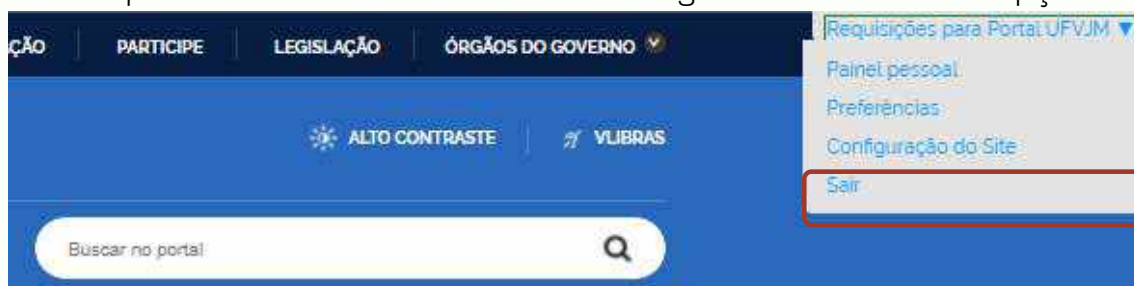 ÇÃO PARTICIPE LEGISLAÇÃO ÓRGÃOS DO GOVERNO
Requisições para Portal UFVJM ▼
Painel pessoal
Preferências
Configuração do Site
Sair
ALTO CONTRASTE VLIBRAS
Buscar no portal